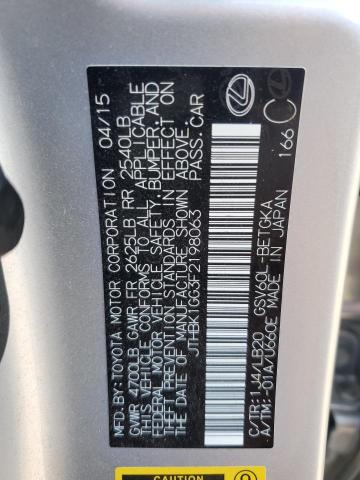 MFD. BY: TOYOTA MOTOR CORPORATION 04/15
GVWR 4700LB GAWR FR 2625LB RR 2540LB
THIS VEHICLE CONFORMS TO ALL APPLICABLE
FEDERAL MOTOR VEHICLE SAFETY, BUMPER, AND
THEFT PREVENTION STANDARDS IN EFFECT ON
THE DATE OF MANUFACTURE SHOWN ABOVE.
JTHBK1GG3F2198063 PASS. CAR
C/TR: 1J4/LB20 GSV60L-BETGKA
A/TM: -01A/U660E MADE IN JAPAN
166 C
CAUTION